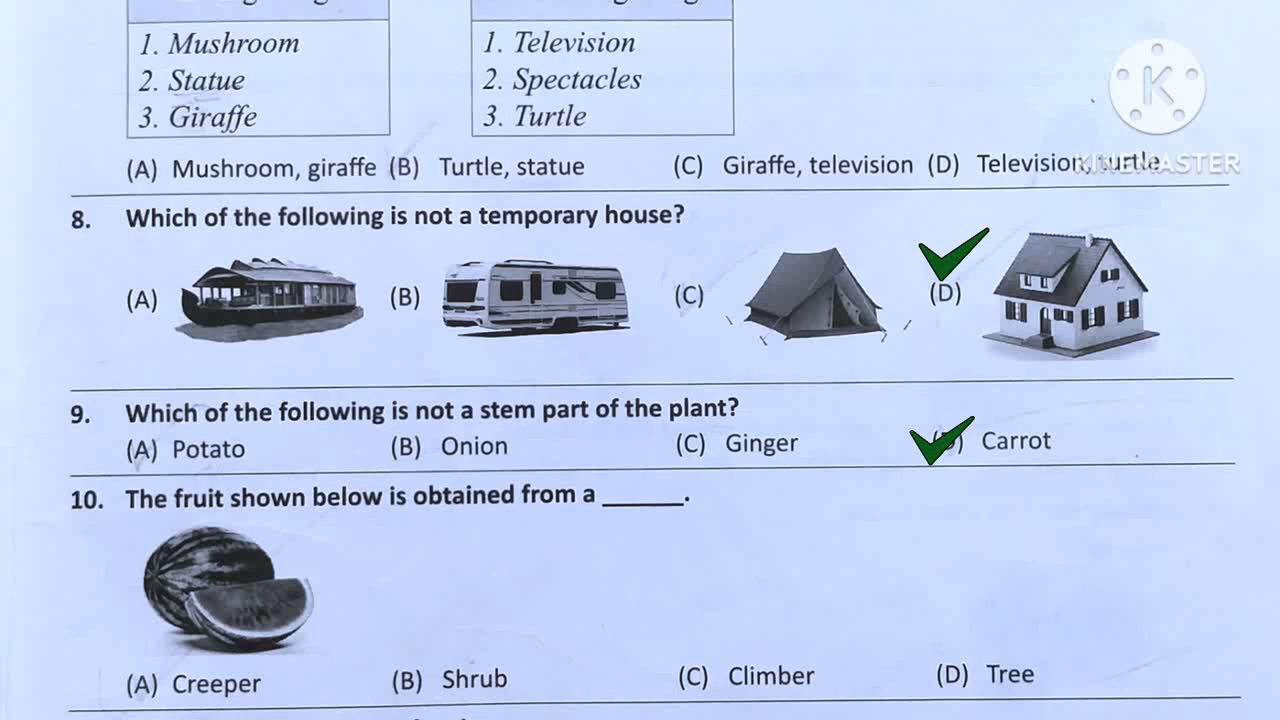 1. Mushroom
2. Statue
3. Giraffe
1. Television
2. Spectacles
3. Turtle
(A) Mushroom, giraffe (B) Turtle, statue (C) Giraffe, television (D) Television, turtle
KINEMASTER
8. Which of the following is not a temporary house?
(A) (B) (C) (D)
9. Which of the following is not a stem part of the plant?
(A) Potato (B) Onion (C) Ginger (D) Carrot
10. The fruit shown below is obtained from a ______.
(A) Creeper (B) Shrub (C) Climber (D) Tree